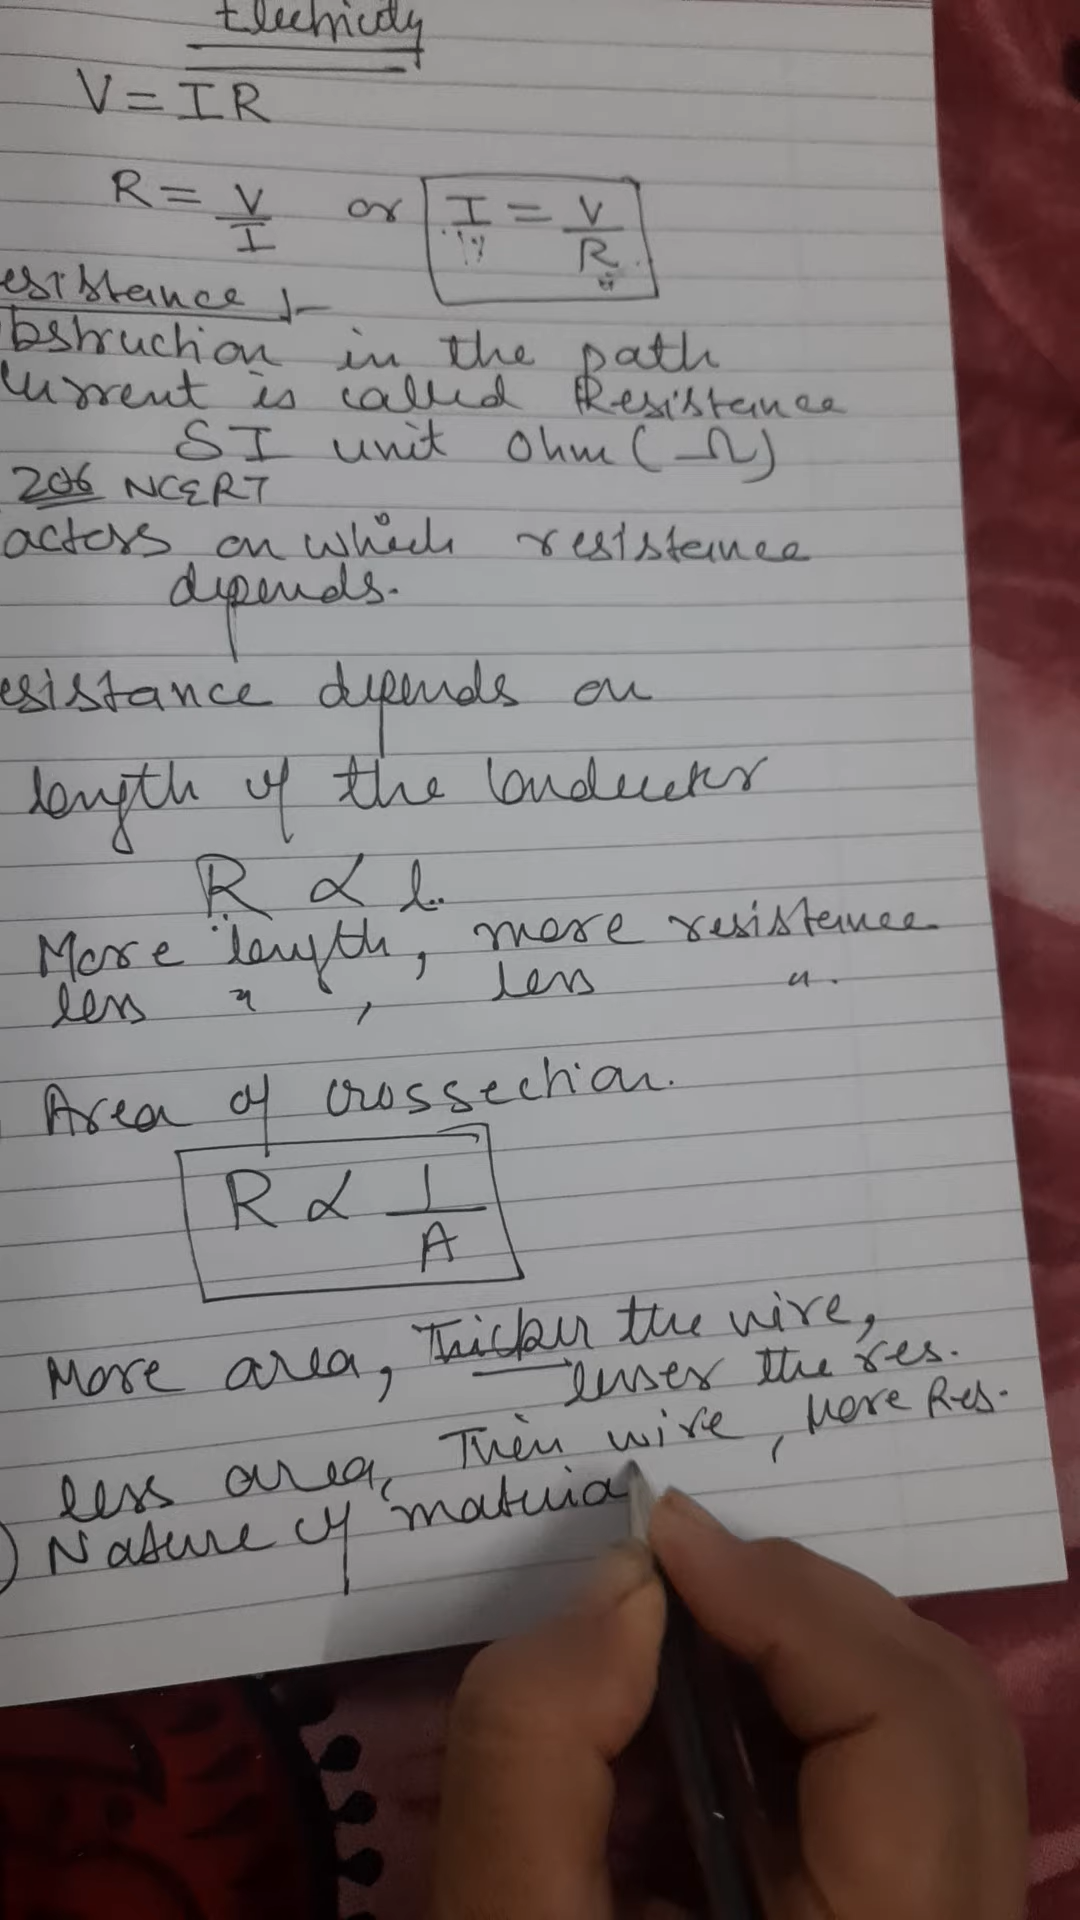 Electricity
V = IR
R = V/I or I = V/R
esistance :-
bstruction in the path
current is called Resistance
SI unit Ohm (Ω)
206 NCERT
actors on which resistance
depends.
esistance depends on
length of the conductor
R ∝ l
More length, more resistance
less " , less " .
Area of crossection.
R ∝ 1/A
More area, Thicker the wire,
lesser the res.
less area, Thin wire, More Res.
) Nature of materia